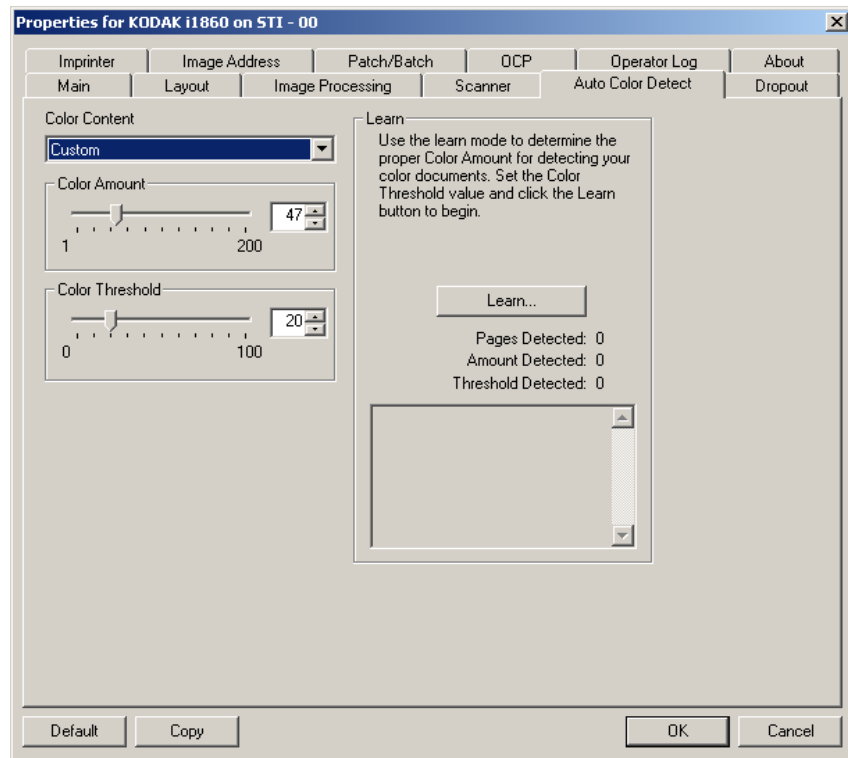 Properties for KODAK i1860 on STI - 00
Imprinter Image Address Patch/Batch OCP Operator Log About
Main Layout Image Processing Scanner Auto Color Detect Dropout
Color Content
Custom
Color Amount
47
1 200
Color Threshold
20
0 100
Learn
Use the learn mode to determine the
proper Color Amount for detecting your
color documents. Set the Color
Threshold value and click the Learn
button to begin.
Learn...
Pages Detected: 0
Amount Detected: 0
Threshold Detected: 0
Default Copy OK Cancel